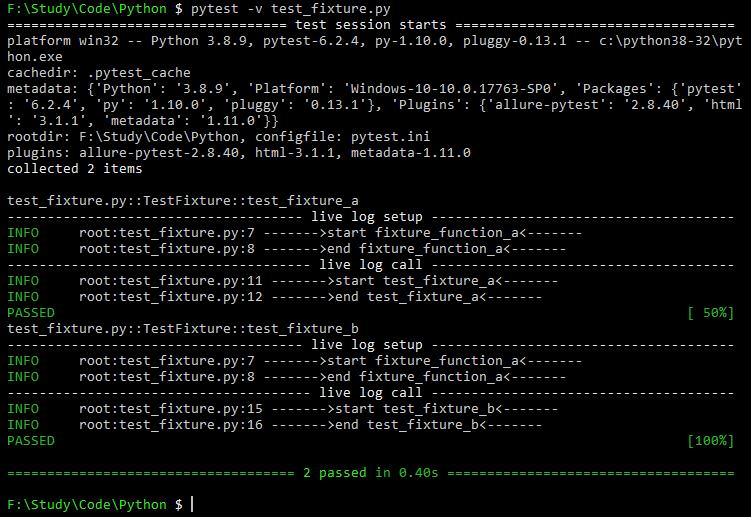 F:\Study\Code\Python $ pytest -v test_fixture.py
=================================== test session starts ===================================
platform win32 -- Python 3.8.9, pytest-6.2.4, py-1.10.0, pluggy-0.13.1 -- c:\python38-32\pyt
hon.exe
cachedir: .pytest_cache
metadata: {'Python': '3.8.9', 'Platform': 'Windows-10-10.0.17763-SP0', 'Packages': {'pytest'
: '6.2.4', 'py': '1.10.0', 'pluggy': '0.13.1'}, 'Plugins': {'allure-pytest': '2.8.40', 'html
': '3.1.1', 'metadata': '1.11.0'}}
rootdir: F:\Study\Code\Python, configfile: pytest.ini
plugins: allure-pytest-2.8.40, html-3.1.1, metadata-1.11.0
collected 2 items
test_fixture.py::TestFixture::test_fixture_a
------------------------------------- live log setup --------------------------------------
INFO     root:test_fixture.py:7 ------->start fixture_function_a<-------
INFO     root:test_fixture.py:8 ------->end fixture_function_a<-------
-------------------------------------- live log call --------------------------------------
INFO     root:test_fixture.py:11 ------->start test_fixture_a<-------
INFO     root:test_fixture.py:12 ------->end test_fixture_a<-------
PASSED                                                                               [ 50%]
test_fixture.py::TestFixture::test_fixture_b
------------------------------------- live log setup --------------------------------------
INFO     root:test_fixture.py:7 ------->start fixture_function_a<-------
INFO     root:test_fixture.py:8 ------->end fixture_function_a<-------
-------------------------------------- live log call --------------------------------------
INFO     root:test_fixture.py:15 ------->start test_fixture_b<-------
INFO     root:test_fixture.py:16 ------->end test_fixture_b<-------
PASSED                                                                               [100%]
==================================== 2 passed in 0.40s ====================================
F:\Study\Code\Python $